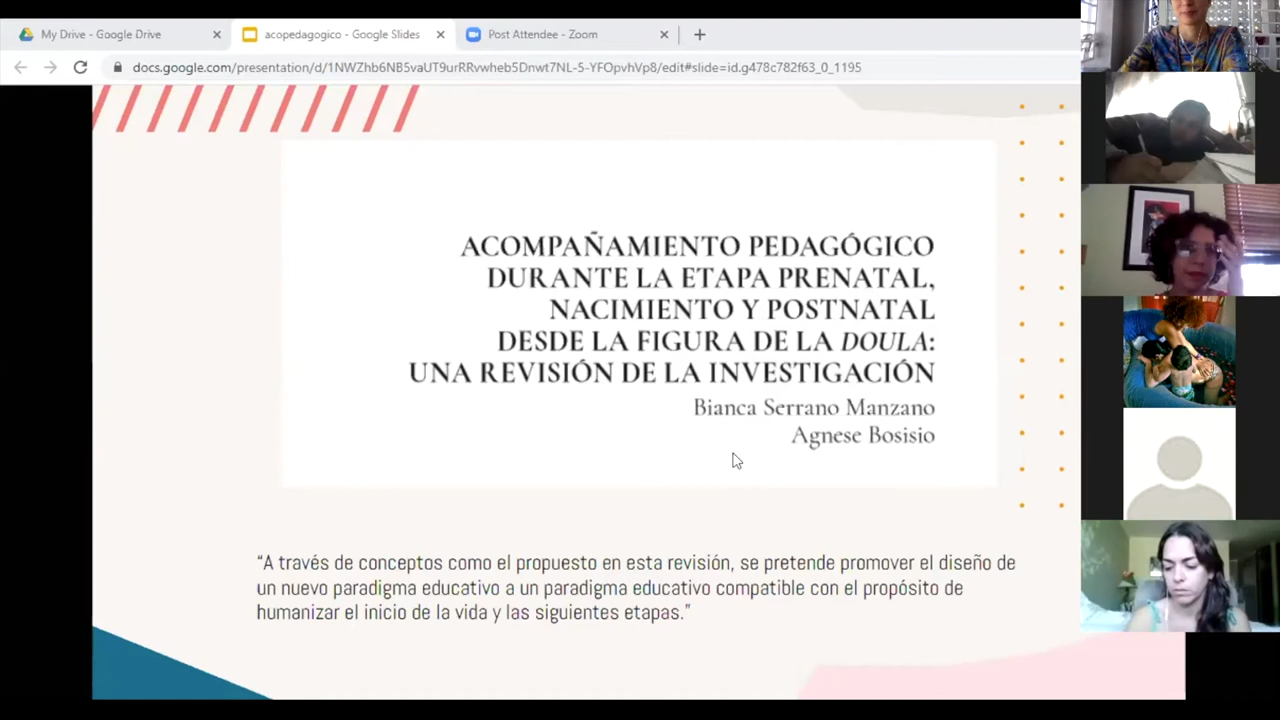 My Drive - Google Drive
acopedagogico - Google Slides
Post Attendee - Zoom
docs.google.com/presentation/d/1NWZhb6NB5vaUT9urRRvwheb5Dnwt7NL-5-YFOpvhVp8/edit#slide=id.g478c782f63_0_1195
ACOMPAÑAMIENTO PEDAGÓGICO
DURANTE LA ETAPA PRENATAL,
NACIMIENTO Y POSTNATAL
DESDE LA FIGURA DE LA DOULA:
UNA REVISIÓN DE LA INVESTIGACIÓN
Bianca Serrano Manzano
Agnese Bosisio
“A través de conceptos como el propuesto en esta revisión, se pretende promover el diseño de
un nuevo paradigma educativo a un paradigma educativo compatible con el propósito de
humanizar el inicio de la vida y las siguientes etapas.”